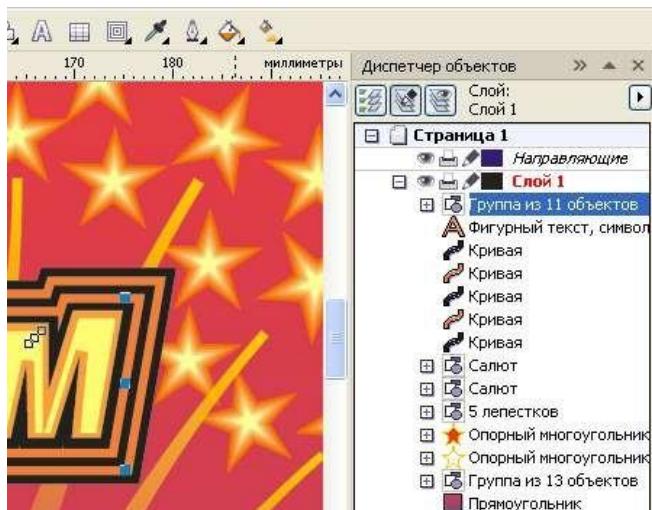 170 180 миллиметры
М
Диспетчер объектов
Слой:
Слой 1
Страница 1
Направляющие
Слой 1
Группа из 11 объектов
Фигурный текст, символ
Кривая
Кривая
Кривая
Кривая
Кривая
Салют
Салют
5 лепестков
Опорный многоугольник
Опорный многоугольник
Группа из 13 объектов
Прямоугольник